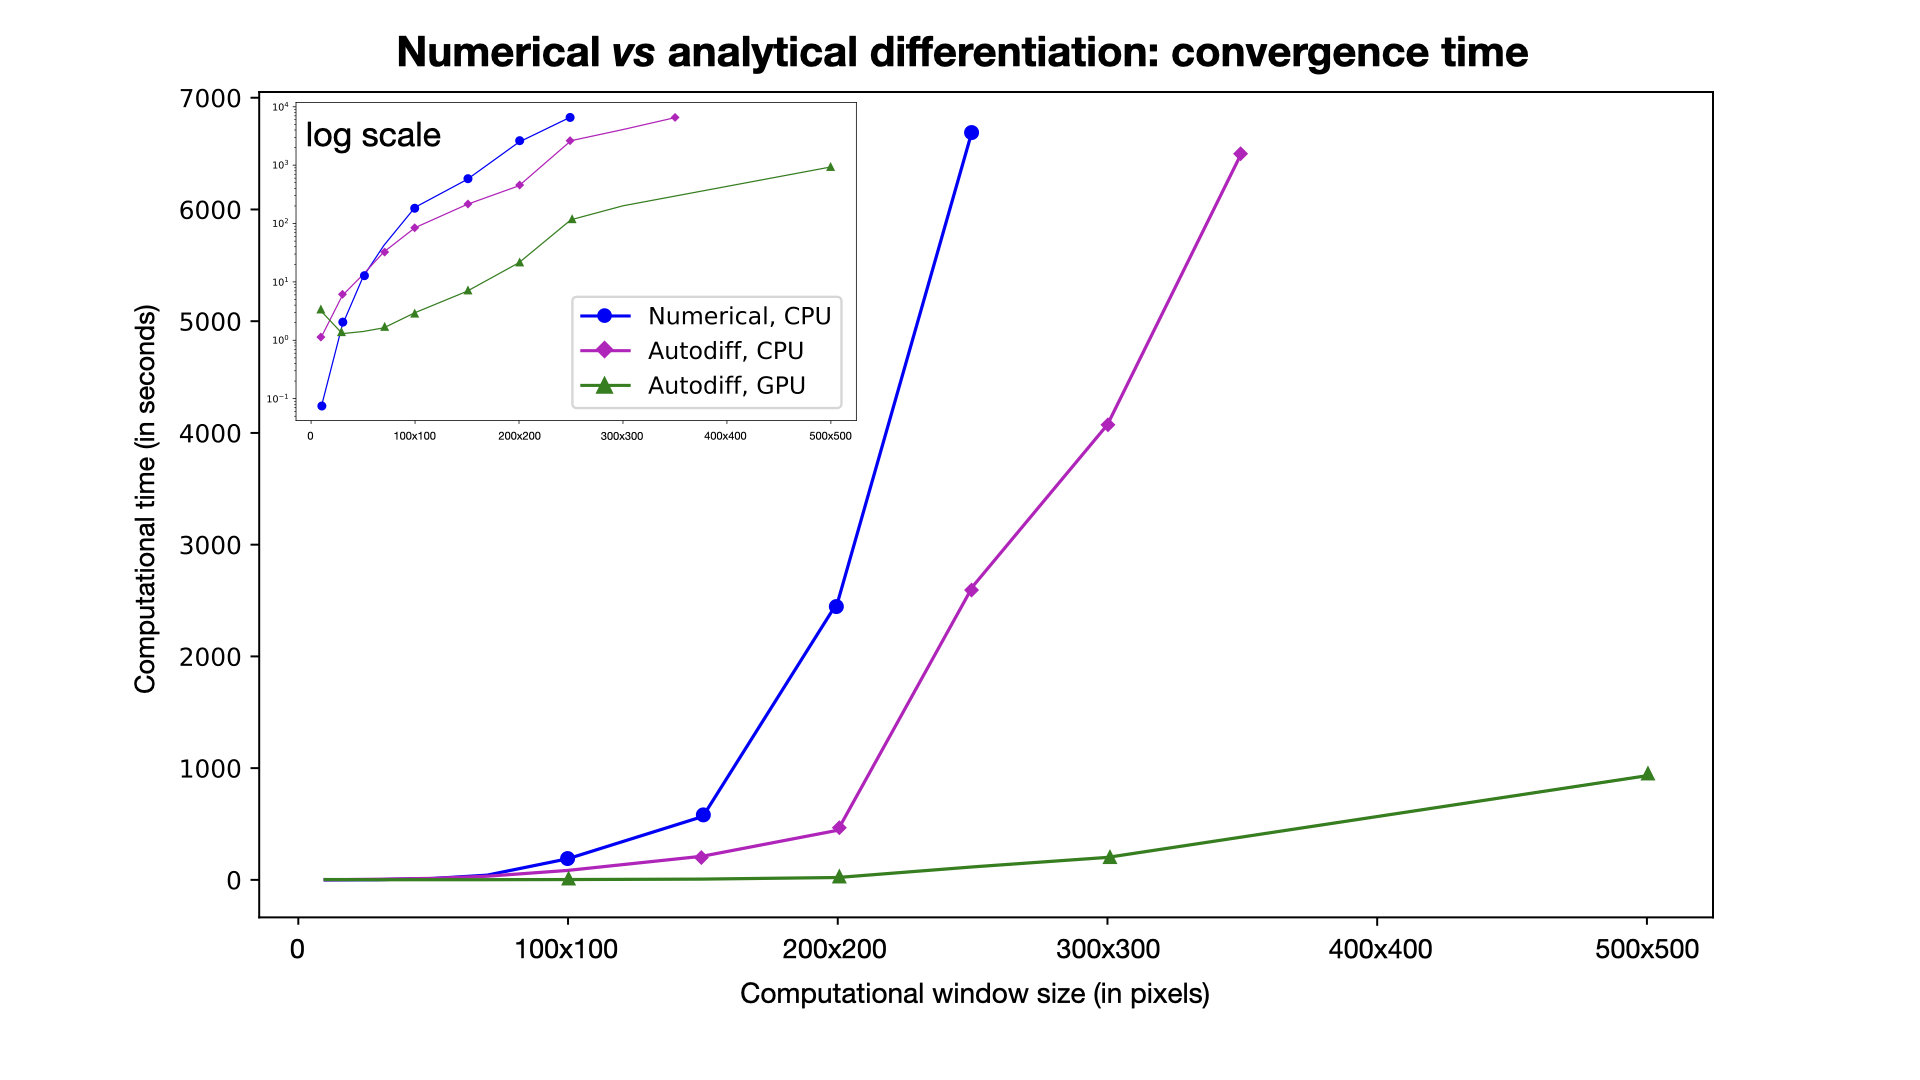 Numerical vs analytical differentiation: convergence time
7000
6000
5000
4000
3000
2000
1000
0
Computational time (in seconds)
log scale
10⁴
10³
10²
10¹
10⁰
10⁻¹
0 100x100 200x200 300x300 400x400 500x500
Numerical, CPU
Autodiff, CPU
Autodiff, GPU
0 100x100 200x200 300x300 400x400 500x500
Computational window size (in pixels)